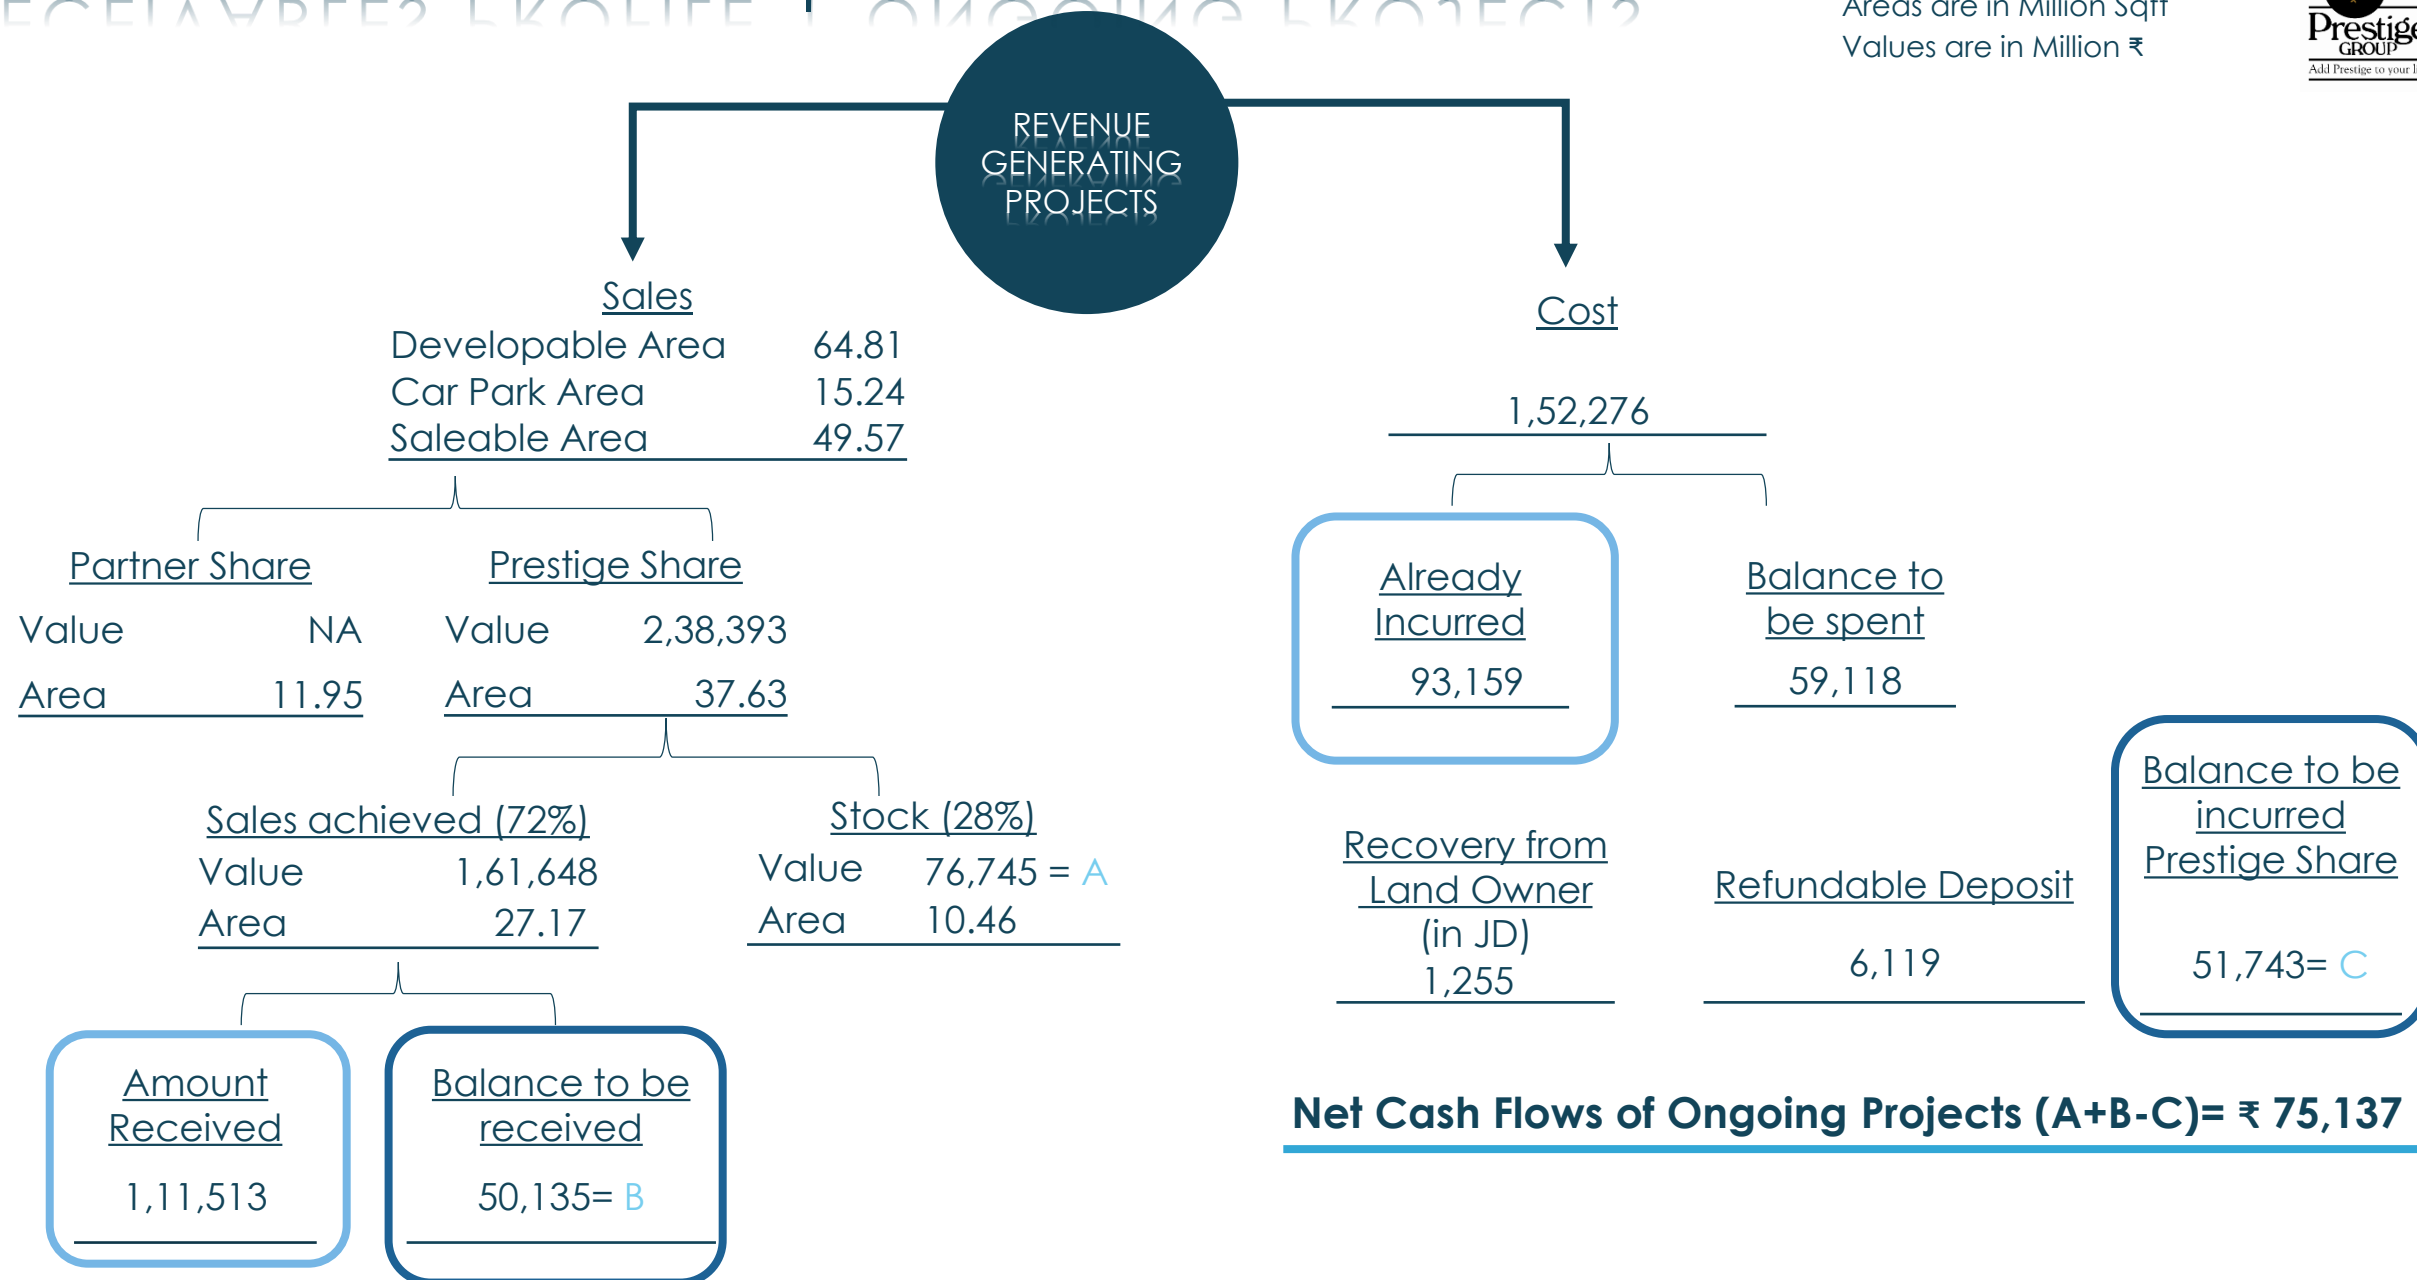 Areas are in Million Sqft
Values are in Million ₹
Prestige
GROUP
Add Prestige to your
REVENUE
GENERATING
PROJECTS
Sales
Developable Area 64.81
Car Park Area 15.24
Saleable Area 49.57
Partner Share
Value NA
Area 11.95
Prestige Share
Value 2,38,393
Area 37.63
Sales achieved (72%)
Value 1,61,648
Area 27.17
Stock (28%)
Value 76,745 = A
Area 10.46
Amount
Received
1,11,513
Balance to be
received
50,135= B
Cost
1,52,276
Already
Incurred
93,159
Balance to
be spent
59,118
Recovery from
Land Owner
(in JD)
1,255
Refundable Deposit
6,119
Balance to be
incurred
Prestige Share
51,743= C
Net Cash Flows of Ongoing Projects (A+B-C)= ₹ 75,137